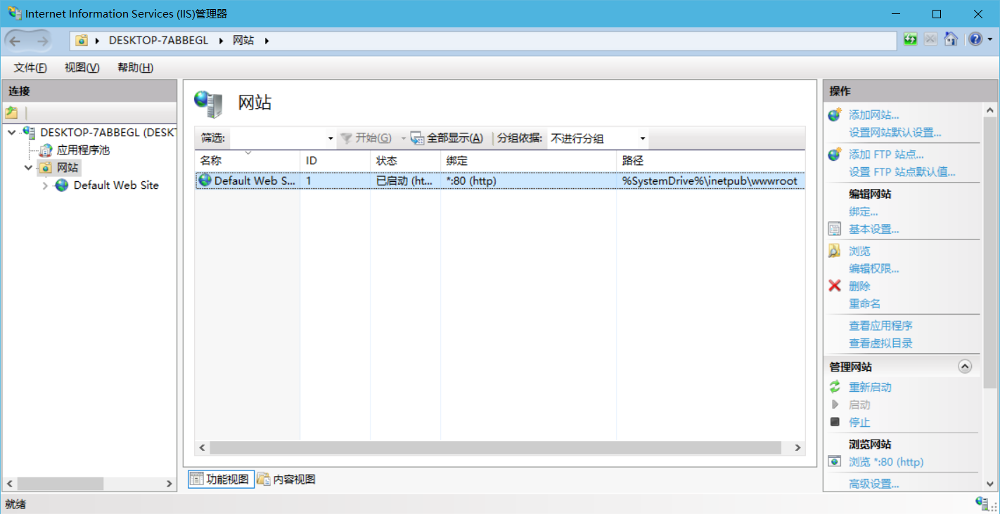 Internet Information Services (IIS)管理器
DESKTOP-7ABBEGL 网站
文件(F) 视图(V) 帮助(H)
连接
DESKTOP-7ABBEGL (DESKT
应用程序池
网站
Default Web Site
网站
筛选: 开始(G) 全部显示(A) 分组依据: 不进行分组
名称 ID 状态 绑定 路径
Default Web S... 1 已启动 (ht... *:80 (http) %SystemDrive%\inetpub\wwwroot
功能视图 内容视图
操作
添加网站...
设置网站默认设置...
添加 FTP 站点...
设置 FTP 站点默认值...
编辑网站
绑定...
基本设置...
浏览
编辑权限...
删除
重命名
查看应用程序
查看虚拟目录
管理网站
重新启动
启动
停止
浏览网站
浏览 *:80 (http)
高级设置...
就绪